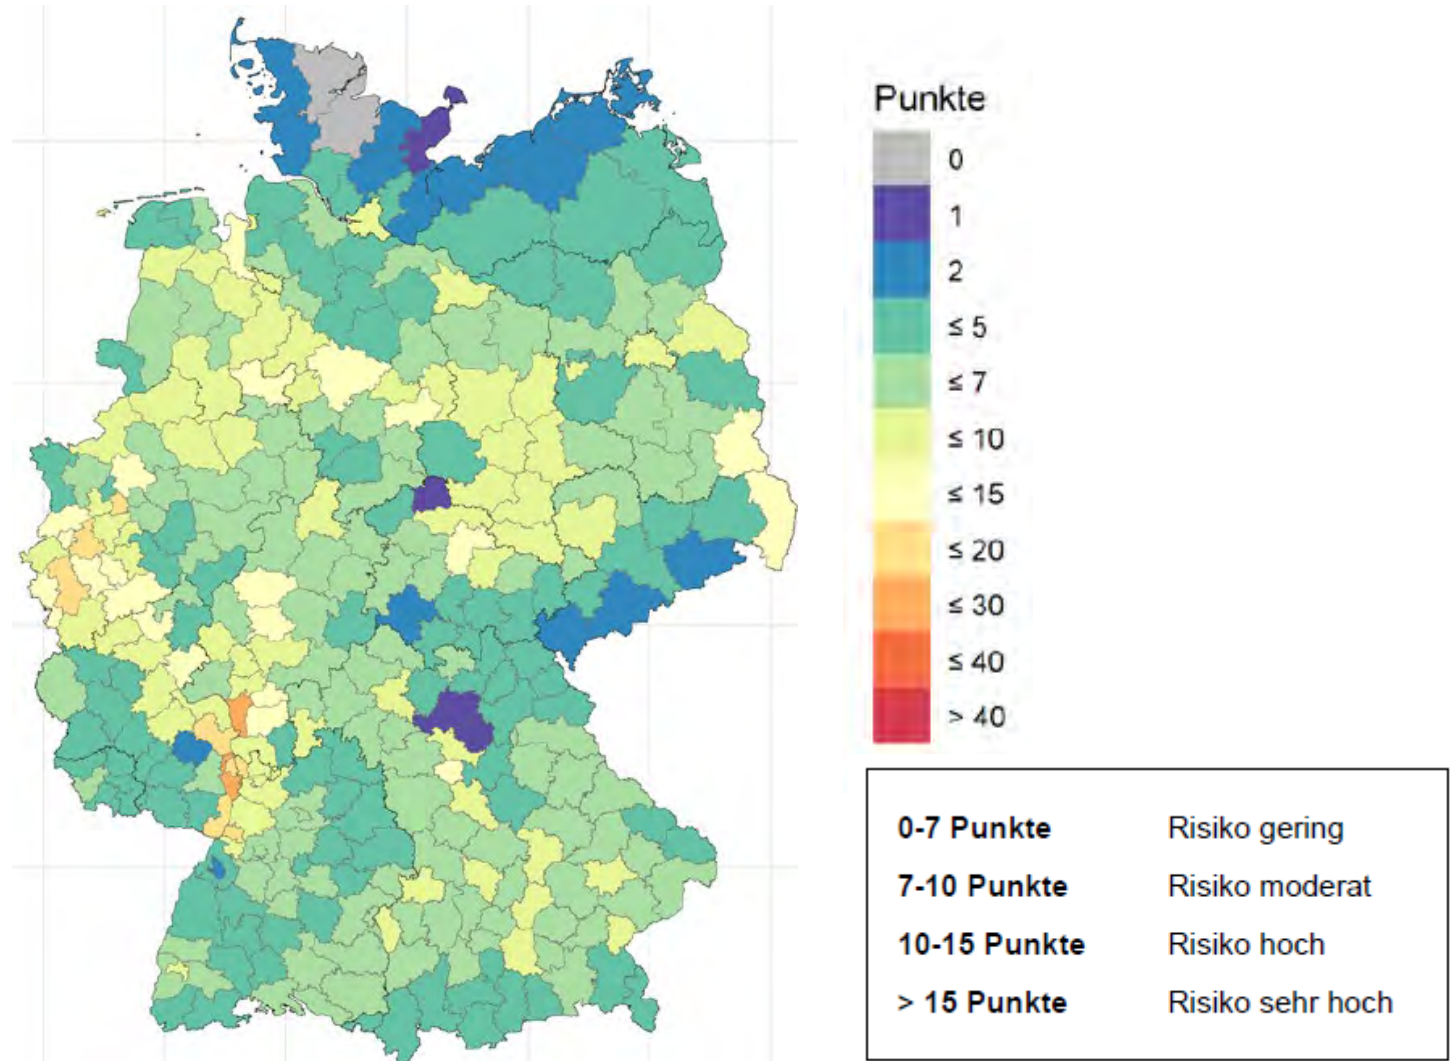 Punkte
0
1
2
≤ 5
≤ 7
≤ 10
≤ 15
≤ 20
≤ 30
≤ 40
> 40
0-7 Punkte Risiko gering
7-10 Punkte Risiko moderat
10-15 Punkte Risiko hoch
> 15 Punkte Risiko sehr hoch